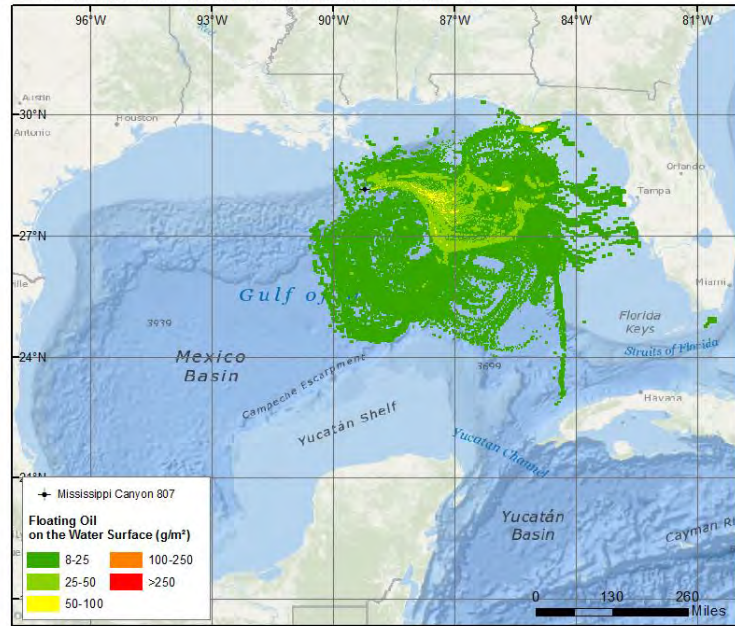 96°W 93°W 90°W 87°W 84°W 81°W
Austin
Houston
Antonio
30°N
Orlando
Tampa
27°N
Miami
Gulf of
Florida
Keys
3939
Mexico
Basin
24°N
Straits of Florida
3699
Campeche Escarpment
Havana
Yucatán Shelf
Yucatan Channel
Mississippi Canyon 807
Floating Oil
on the Water Surface (g/m²)
8-25 100-250
25-50 >250
50-100
Yucatán
Basin
Cayman
0 130 260
Miles